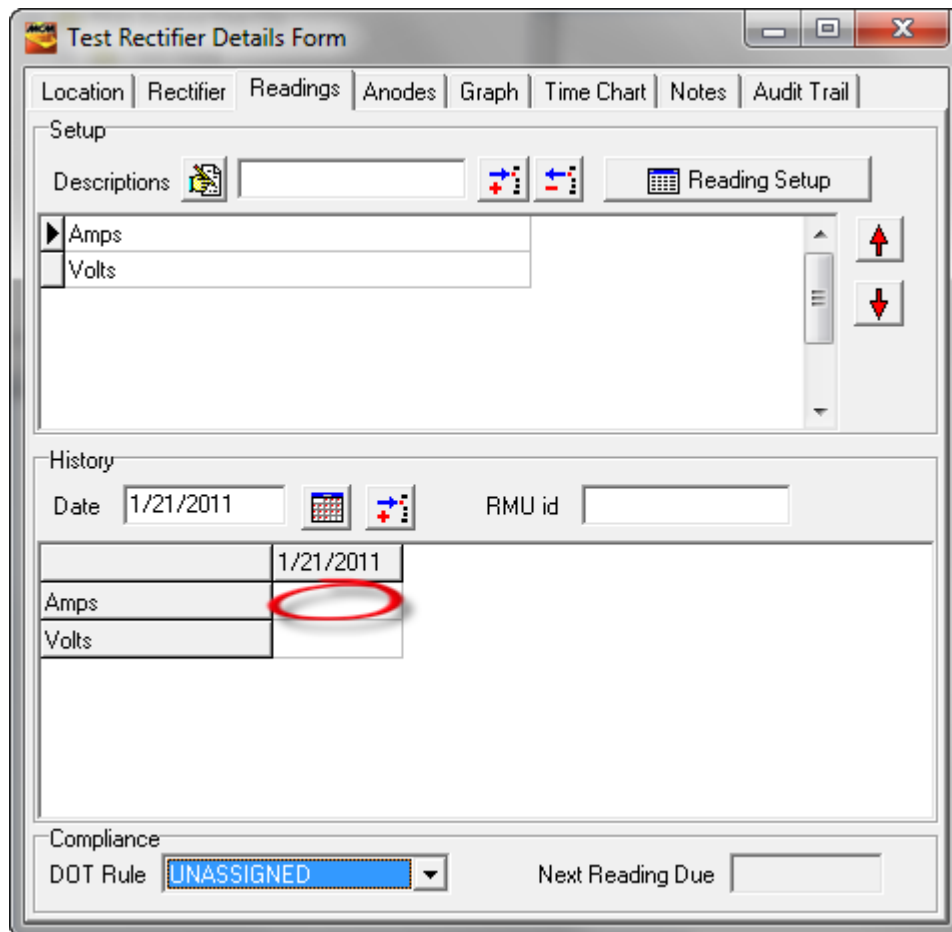 MCM Test Rectifier Details Form
Location Rectifier Readings Anodes Graph Time Chart Notes Audit Trail
Setup
Descriptions Reading Setup
Amps
Volts
History
Date 1/21/2011 RMU id
1/21/2011
Amps
Volts
Compliance
DOT Rule UNASSIGNED Next Reading Due